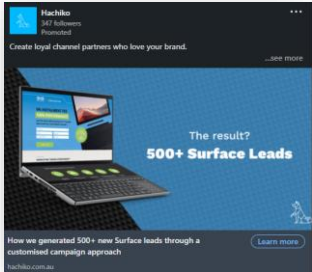 Hachiko
347 followers
Promoted
Create loyal channel partners who love your brand.
...see more
The result?
500+ Surface Leads
How we generated 500+ new Surface leads through a
customised campaign approach
Learn more
hachiko.com.au